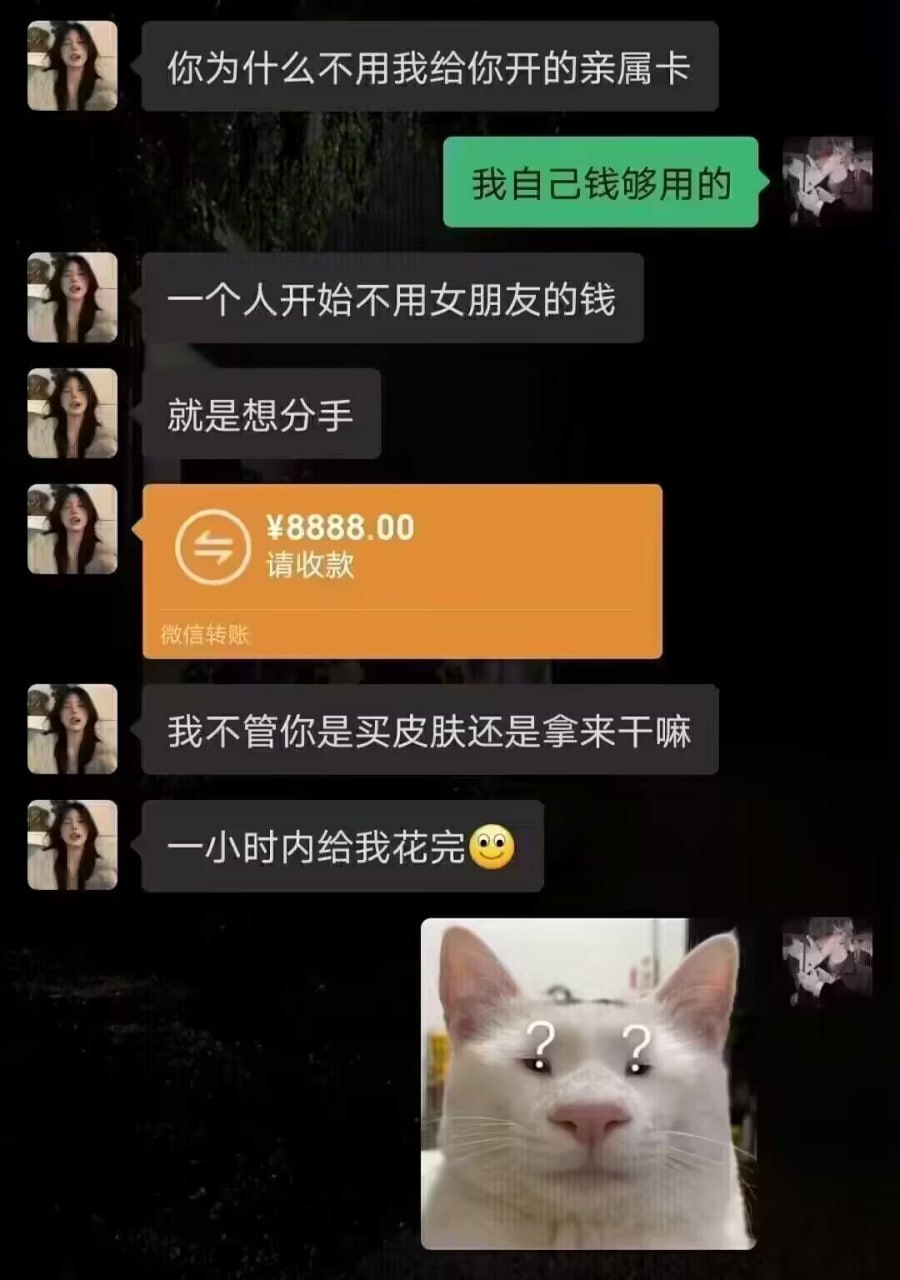 你为什么不用我给你开的亲属卡
我自己钱够用的
一个人开始不用女朋友的钱
就是想分手
¥8888.00
请收款
微信转账
我不管你是买皮肤还是拿来干嘛
一小时内给我花完
? ?